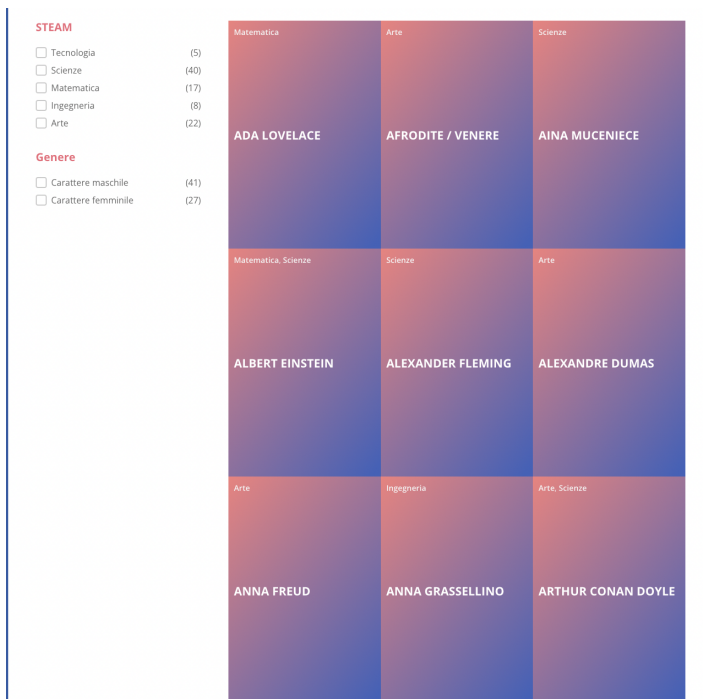 STEAM
Tecnologia (5)
Scienze (40)
Matematica (17)
Ingegneria (8)
Arte (22)
Genere
Carattere maschile (41)
Carattere femminile (27)
Matematica
ADA LOVELACE
Arte
AFRODITE / VENERE
Scienze
AINA MUCENIECE
Matematica, Scienze
ALBERT EINSTEIN
Scienze
ALEXANDER FLEMING
Arte
ALEXANDRE DUMAS
Arte
ANNA FREUD
Ingegneria
ANNA GRASSELLINO
Arte, Scienze
ARTHUR CONAN DOYLE